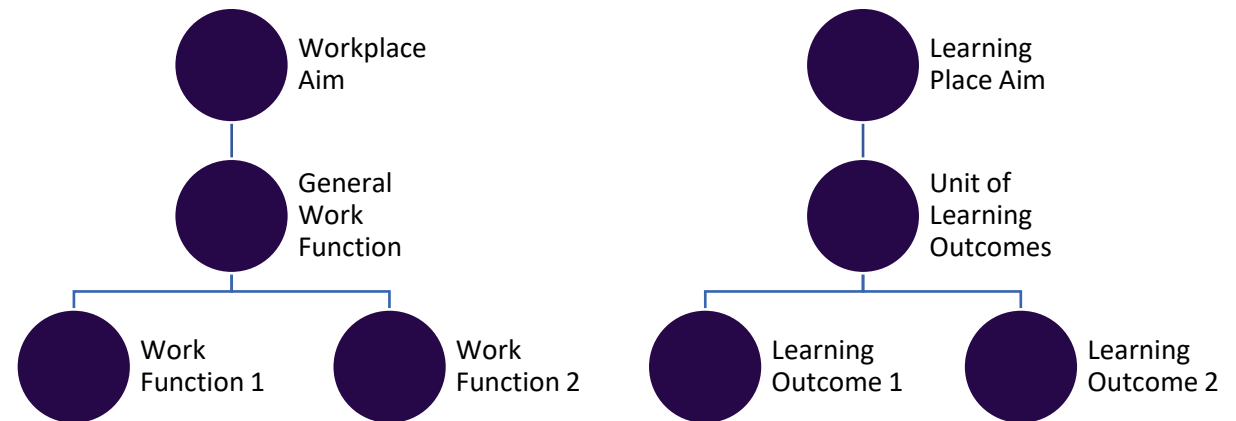 Workplace
Aim
Learning
Place Aim
General
Work
Function
Unit of
Learning
Outcomes
Work
Function 1
Work
Function 2
Learning
Outcome 1
Learning
Outcome 2